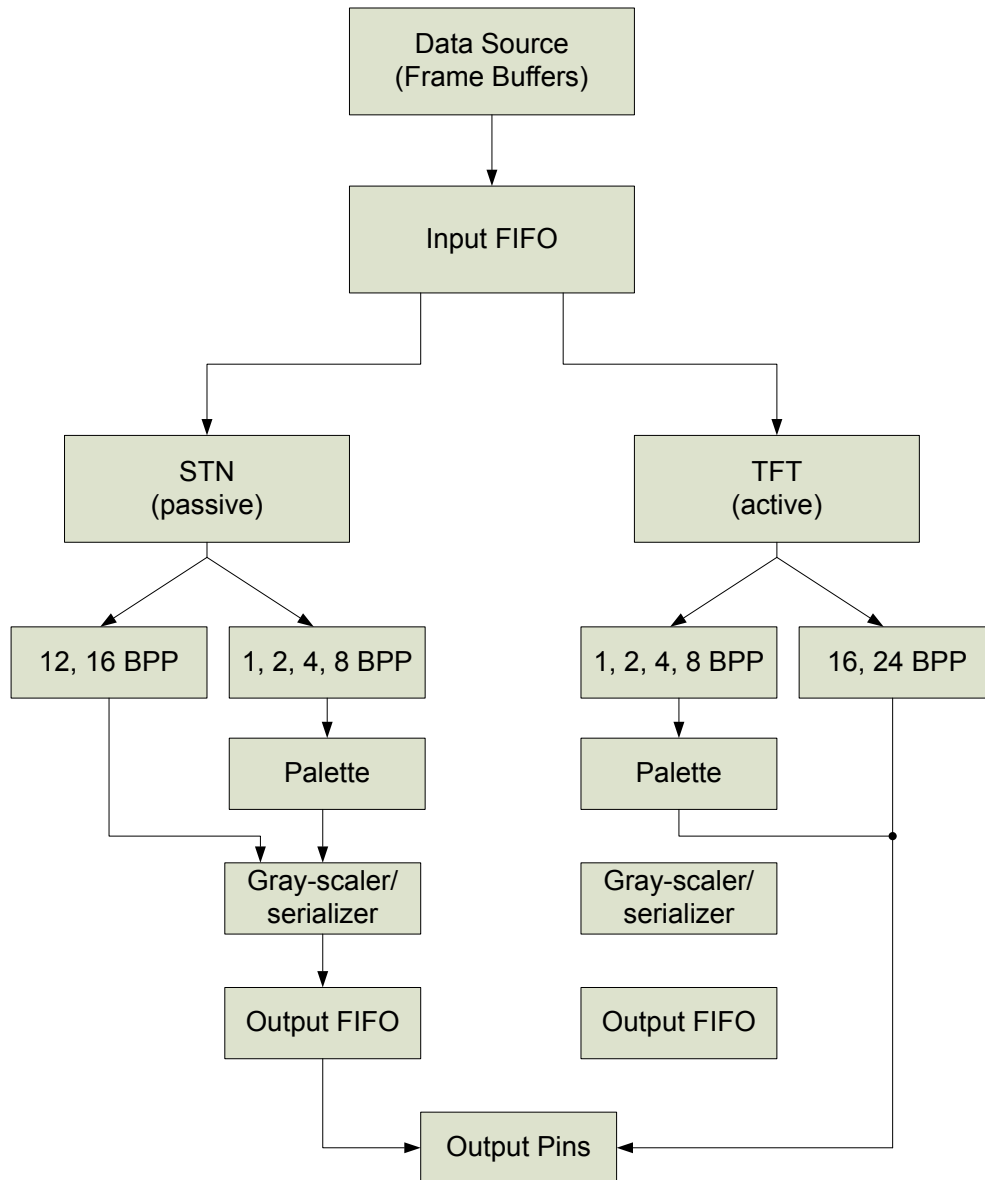 Data Source
(Frame Buffers)
Input FIFO
STN
(passive)
TFT
(active)
12, 16 BPP
1, 2, 4, 8 BPP
1, 2, 4, 8 BPP
16, 24 BPP
Palette
Palette
Gray-scaler/
serializer
Gray-scaler/
serializer
Output FIFO
Output FIFO
Output Pins